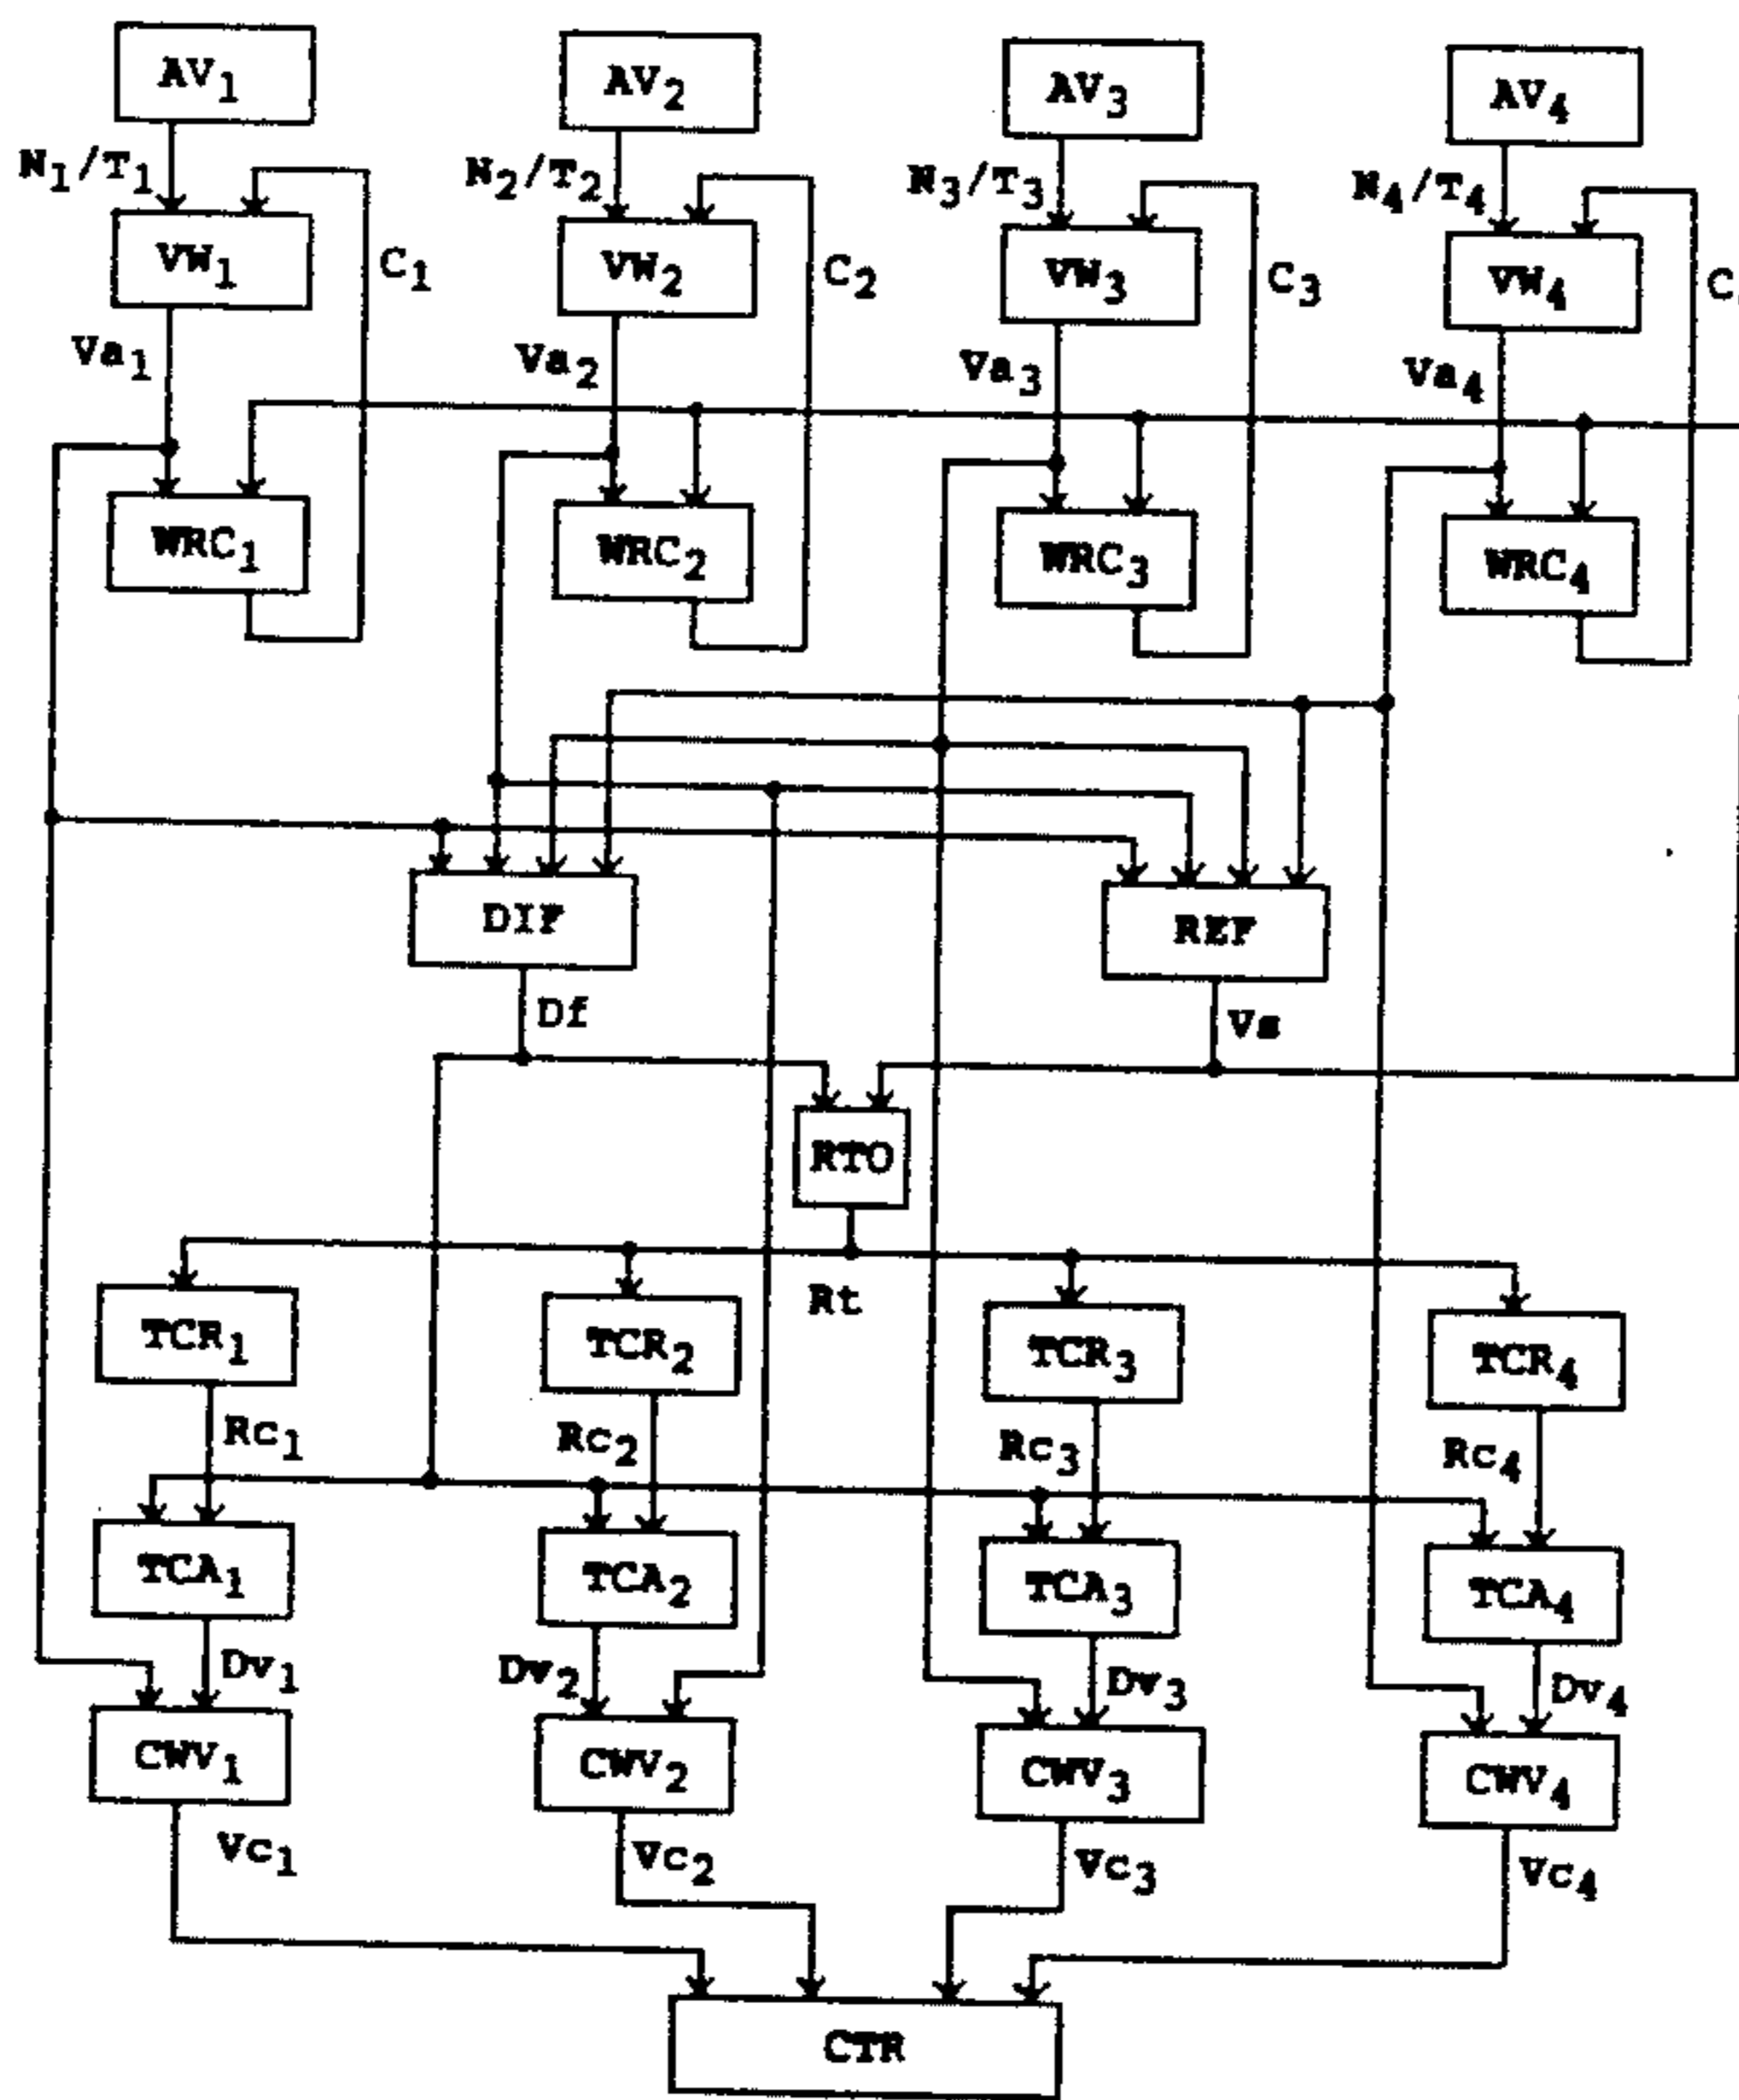 AV1 AV2 AV3 AV4
N1/T1 N2/T2 N3/T3 N4/T4
VW1 VW2 VW3 VW4
C1 C2 C3 C
Va1 Va2 Va3 Va4
WRC1 WRC2 WRC3 WRC4
DIF REF
Df Vs
RTO
Rt
TCR1 TCR2 TCR3 TCR4
Rc1 Rc2 Rc3 Rc4
TCA1 TCA2 TCA3 TCA4
Dv1 Dv2 Dv3 Dv4
CWV1 CWV2 CWV3 CWV4
Vc1 Vc2 Vc3 Vc4
CTR